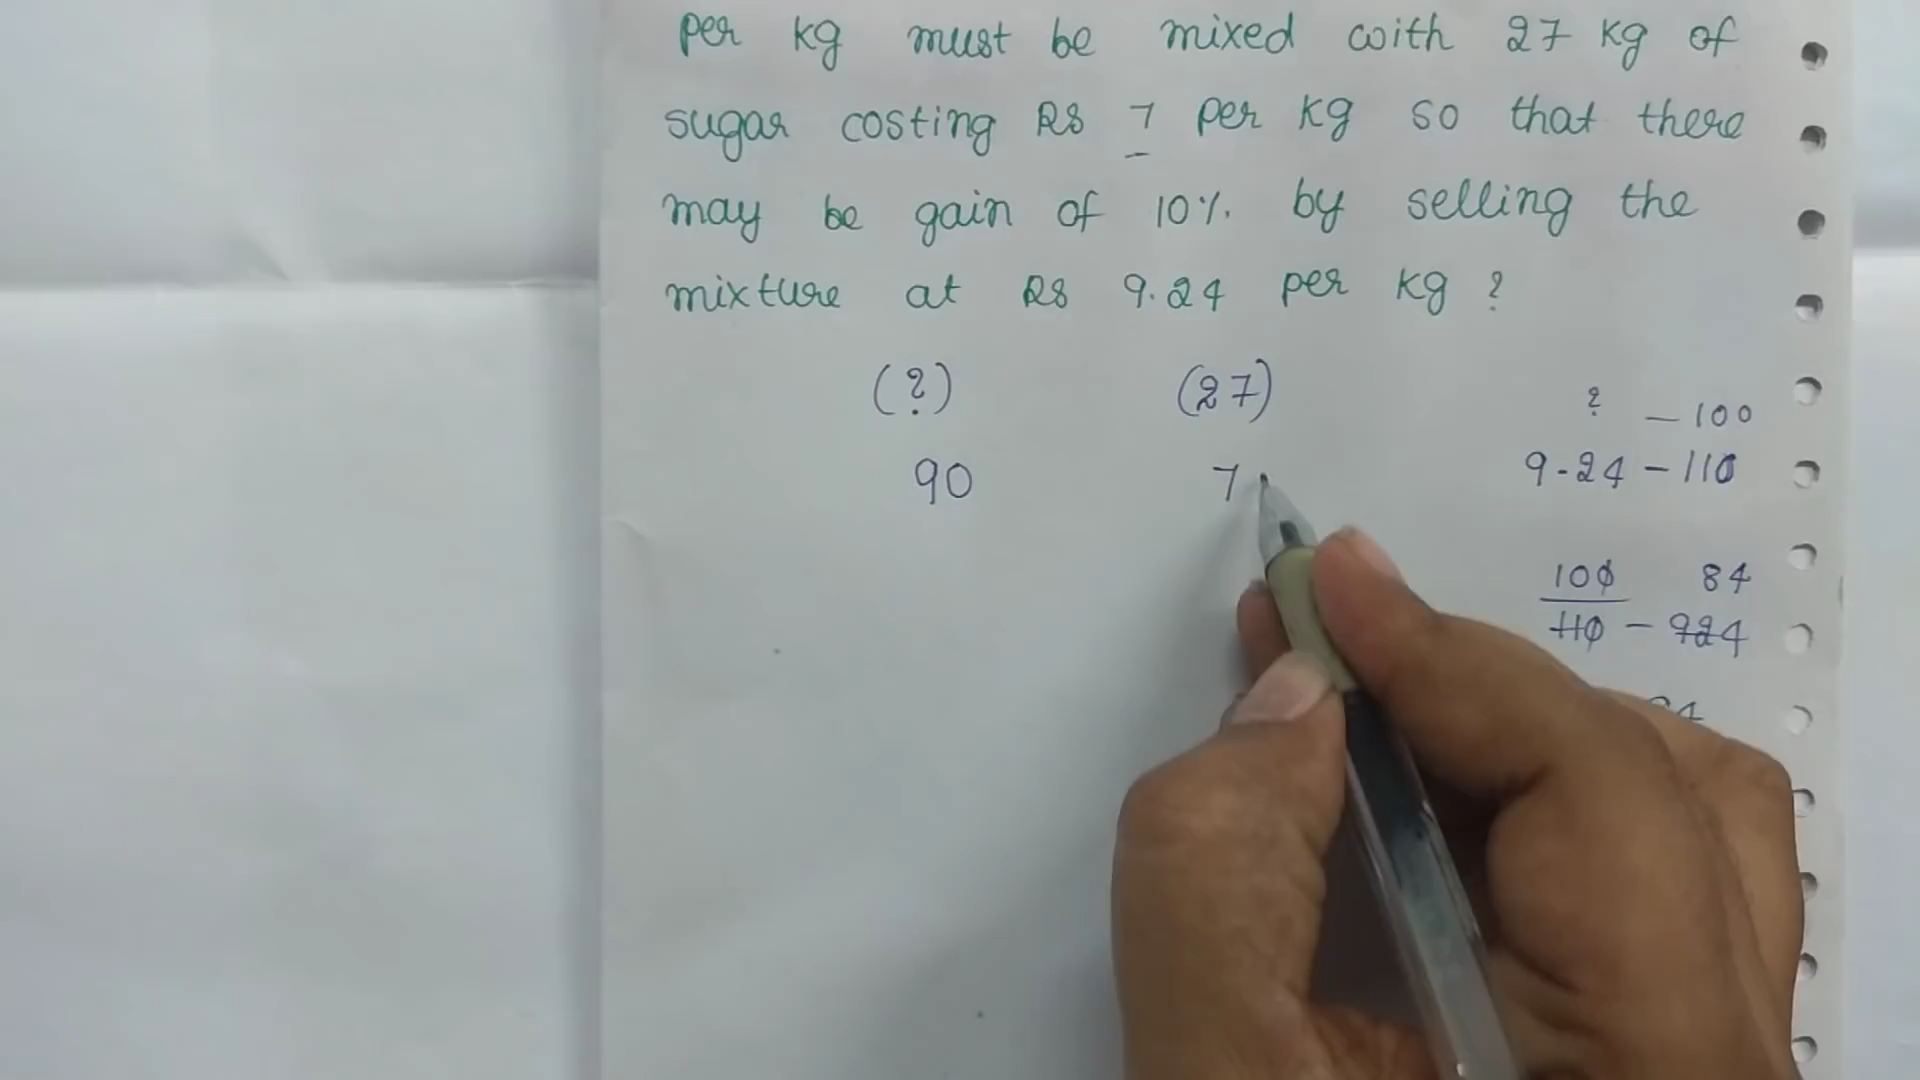 per kg must be mixed with 27 kg of
sugar costing Rs 7 per kg so that there
may be gain of 10% by selling the
mixture at Rs 9.24 per kg ?
(?) (27)
90 7
? - 100
9.24 - 110
100 84
110 - 924